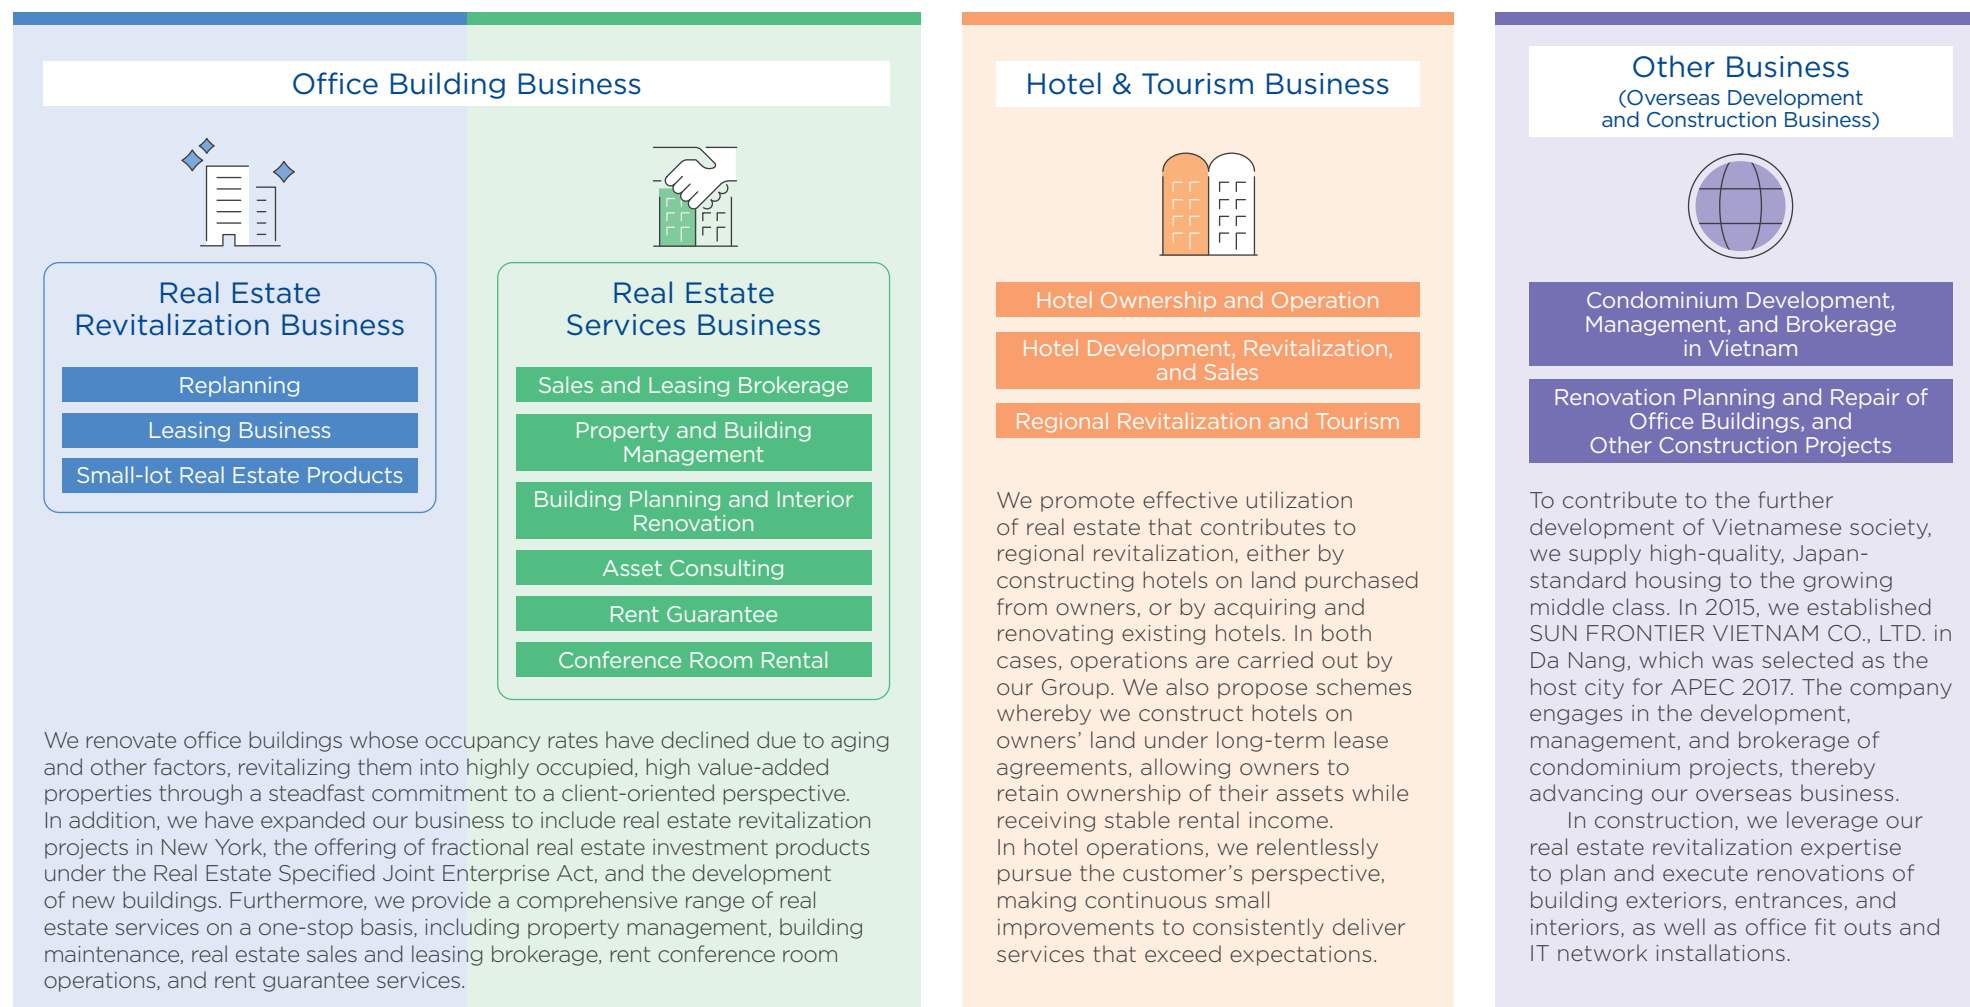 Office Building Business
Real Estate
Revitalization Business
Replanning
Leasing Business
Small-lot Real Estate Products
Real Estate
Services Business
Sales and Leasing Brokerage
Property and Building
Management
Building Planning and Interior
Renovation
Asset Consulting
Rent Guarantee
Conference Room Rental
We renovate office buildings whose occupancy rates have declined due to aging
and other factors, revitalizing them into highly occupied, high value-added
properties through a steadfast commitment to a client-oriented perspective.
In addition, we have expanded our business to include real estate revitalization
projects in New York, the offering of fractional real estate investment products
under the Real Estate Specified Joint Enterprise Act, and the development
of new buildings. Furthermore, we provide a comprehensive range of real
estate services on a one-stop basis, including property management, building
maintenance, real estate sales and leasing brokerage, rent conference room
operations, and rent guarantee services.
Hotel & Tourism Business
Hotel Ownership and Operation
Hotel Development, Revitalization,
and Sales
Regional Revitalization and Tourism
We promote effective utilization
of real estate that contributes to
regional revitalization, either by
constructing hotels on land purchased
from owners, or by acquiring and
renovating existing hotels. In both
cases, operations are carried out by
our Group. We also propose schemes
whereby we construct hotels on
owners’ land under long-term lease
agreements, allowing owners to
retain ownership of their assets while
receiving stable rental income.
In hotel operations, we relentlessly
pursue the customer’s perspective,
making continuous small
improvements to consistently deliver
services that exceed expectations.
Other Business
(Overseas Development
and Construction Business)
Condominium Development,
Management, and Brokerage
in Vietnam
Renovation Planning and Repair of
Office Buildings, and
Other Construction Projects
To contribute to the further
development of Vietnamese society,
we supply high-quality, Japan-
standard housing to the growing
middle class. In 2015, we established
SUN FRONTIER VIETNAM CO., LTD. in
Da Nang, which was selected as the
host city for APEC 2017. The company
engages in the development,
management, and brokerage of
condominium projects, thereby
advancing our overseas business.
In construction, we leverage our
real estate revitalization expertise
to plan and execute renovations of
building exteriors, entrances, and
interiors, as well as office fit outs and
IT network installations.